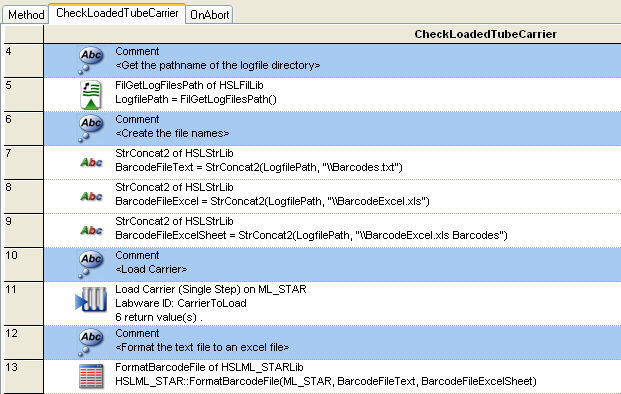 Method CheckLoadedTubeCarrier OnAbort
CheckLoadedTubeCarrier
4 Abc Comment
<Get the pathname of the logfile directory>
5 FilGetLogFilesPath of HSLFilLib
LogfilePath = FilGetLogFilesPath()
6 Abc Comment
<Create the file names>
7 Abc StrConcat2 of HSLStrLib
BarcodeFileText = StrConcat2(LogfilePath, "\\Barcodes.txt")
8 Abc StrConcat2 of HSLStrLib
BarcodeFileExcel = StrConcat2(LogfilePath, "\\BarcodeExcel.xls")
9 Abc StrConcat2 of HSLStrLib
BarcodeFileExcelSheet = StrConcat2(LogfilePath, "\\BarcodeExcel.xls Barcodes")
10 Abc Comment
<Load Carrier>
11 Load Carrier (Single Step) on ML_STAR
Labware ID: CarrierToLoad
6 return value(s) .
12 Abc Comment
<Format the text file to an excel file>
13 FormatBarcodeFile of HSLML_STARLib
HSLML_STAR::FormatBarcodeFile(ML_STAR, BarcodeFileText, BarcodeFileExcelSheet)